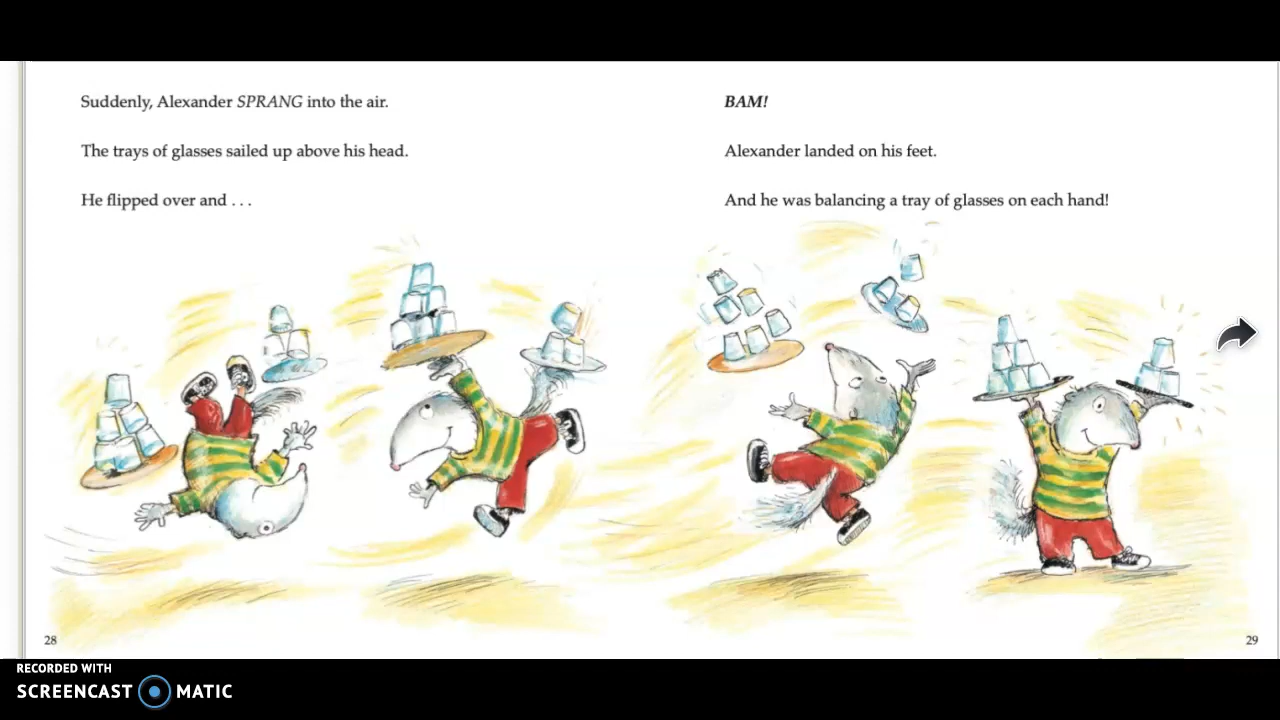 Suddenly, Alexander SPRANG into the air.
The trays of glasses sailed up above his head.
He flipped over and . . .
28
BAM!
Alexander landed on his feet.
And he was balancing a tray of glasses on each hand!
29
RECORDED WITH
SCREENCAST MATIC